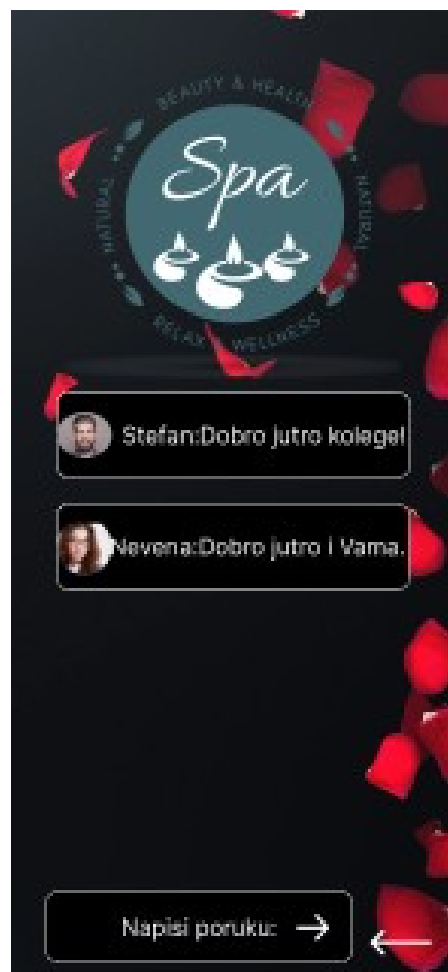 BEAUTY & HEALTH
NATURAL
Spa
NATURAL
RELAX
WELLNESS
Stefan:Dobro jutro kolege!
Nevena:Dobro jutro i Vama.
Napisi poruku: